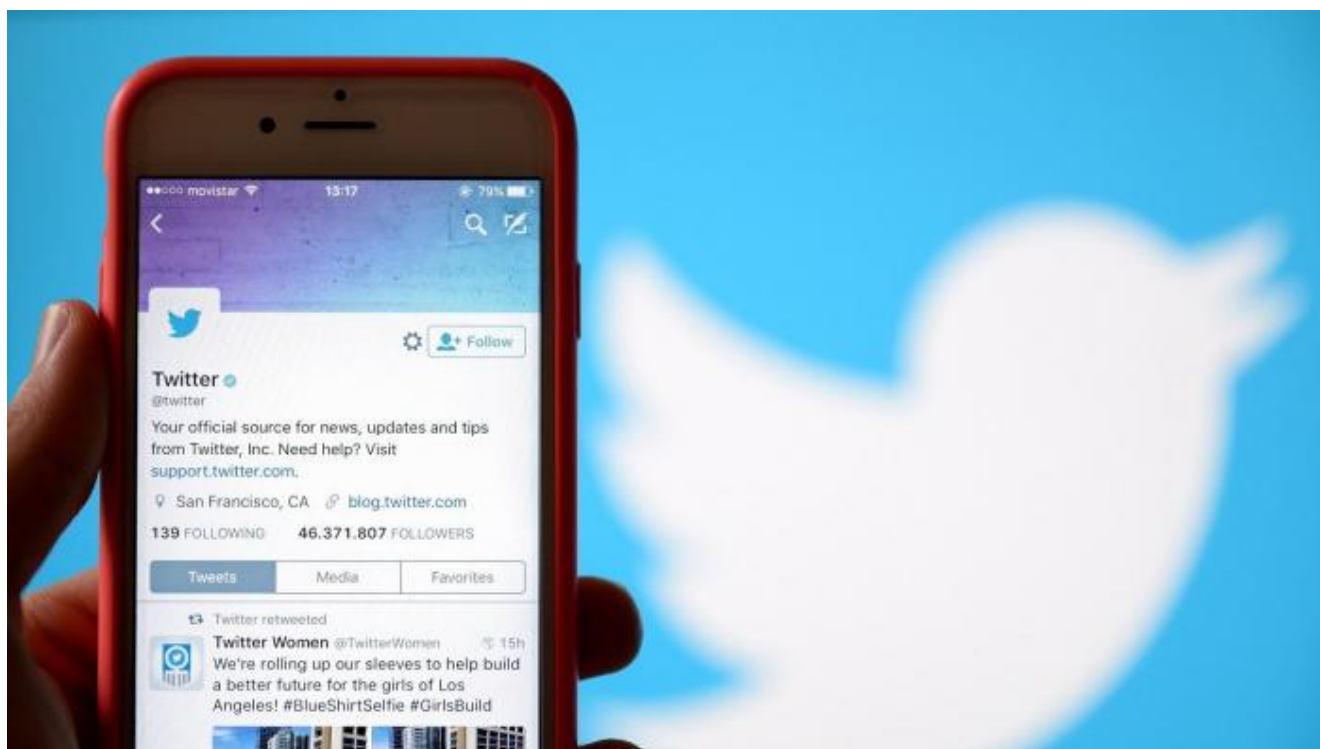 movistar 13:17 79%
Follow
Twitter
@twitter
Your official source for news, updates and tips
from Twitter, Inc. Need help? Visit
support.twitter.com.
San Francisco, CA blog.twitter.com
139 FOLLOWING 46.371.807 FOLLOWERS
Tweets Media Favorites
Twitter retweeted
Twitter Women @TwitterWomen 15h
We're rolling up our sleeves to help build
a better future for the girls of Los
Angeles! #BlueShirtSelfie #GirlsBuild